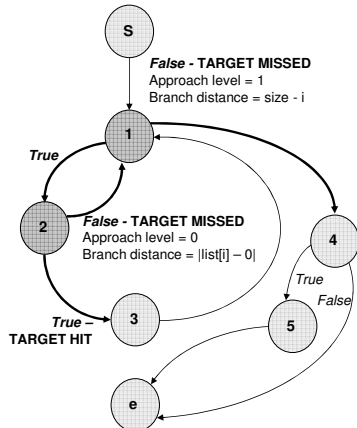 S
False - TARGET MISSED
Approach level = 1
Branch distance = size - i
1
True
2
False - TARGET MISSED
Approach level = 0
Branch distance = |list[i] – 0|
4
True
False
3
True –
TARGET HIT
5
e